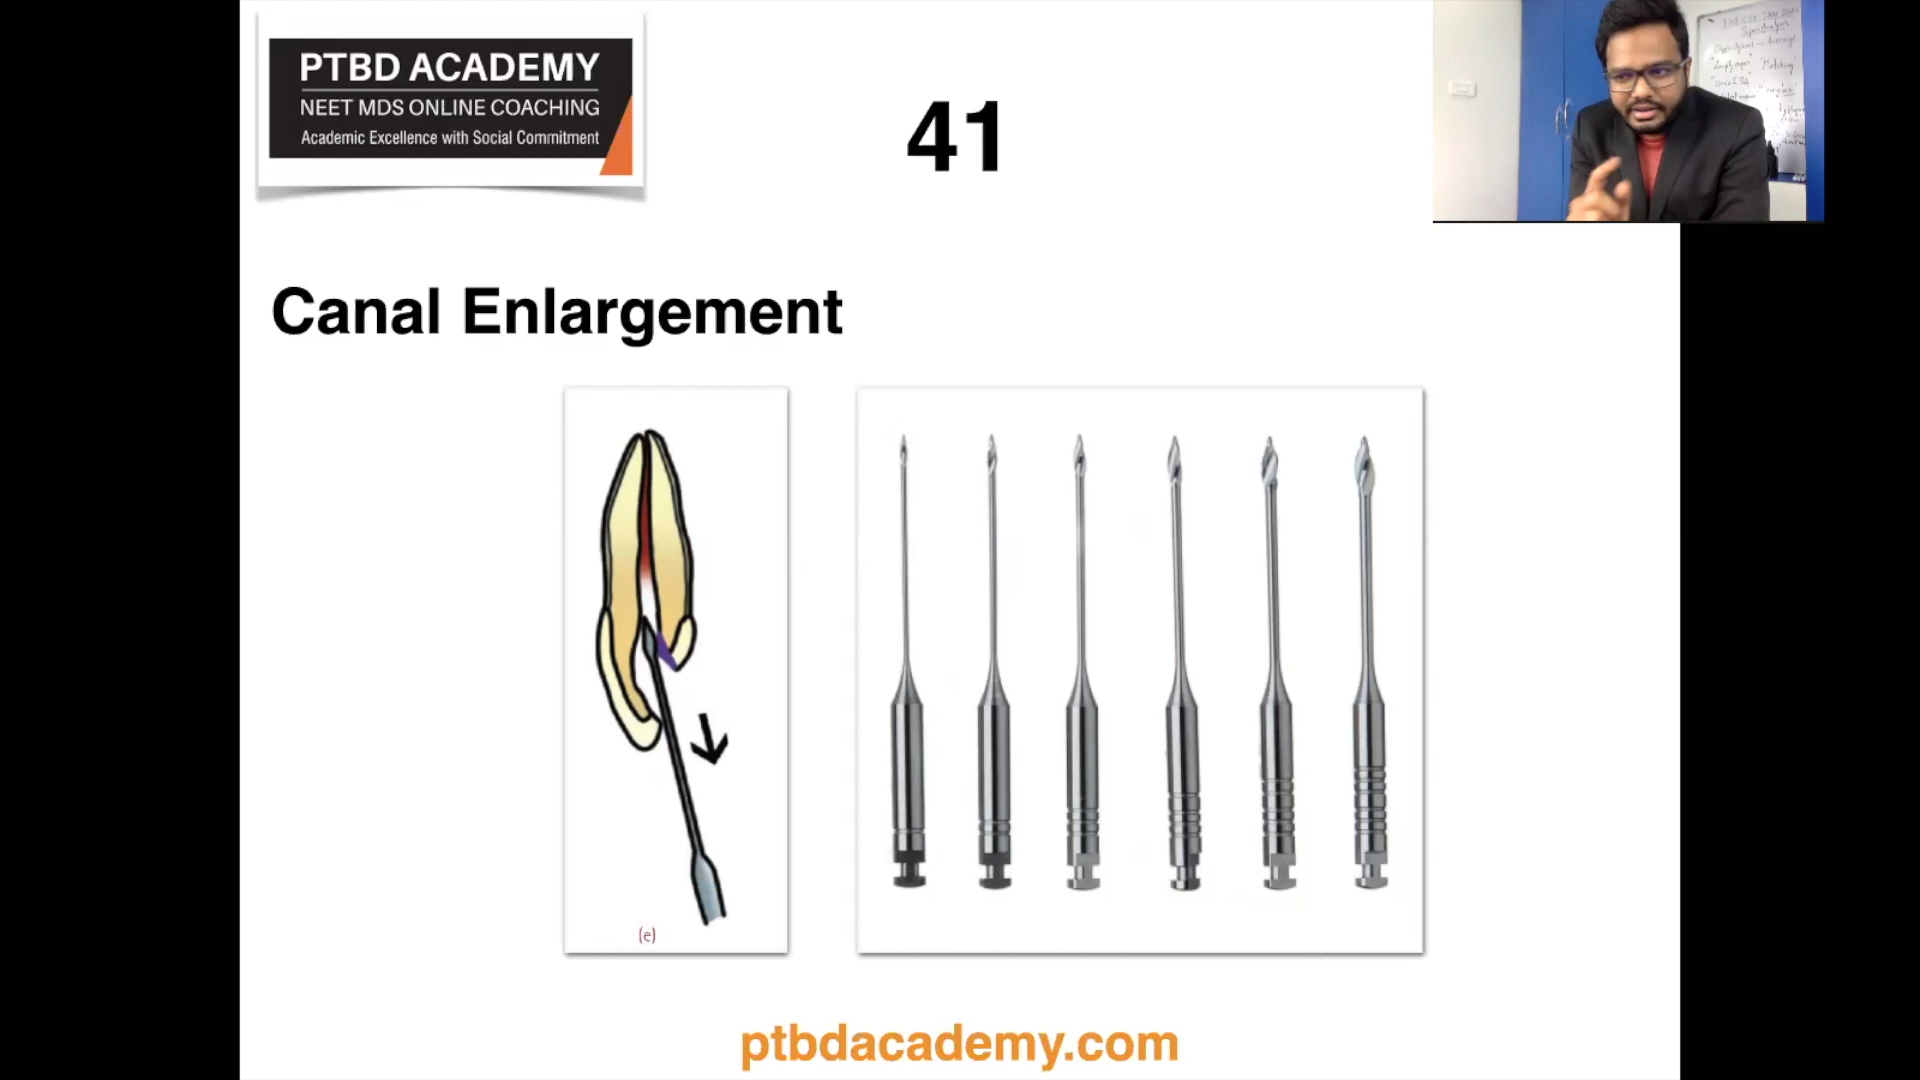 PTBD ACADEMY
NEET MDS ONLINE COACHING
Academic Excellence with Social Commitment
41
Canal Enlargement
(e)
ptbdacademy.com